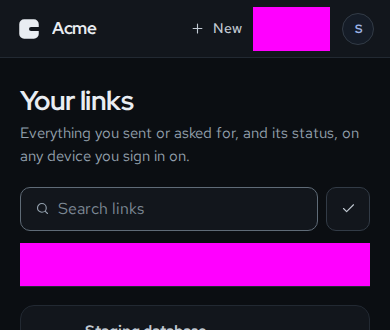 Acme
+ New
S
Your links
Everything you sent or asked for, and its status, on
any device you sign in on.
Search links
Staging database